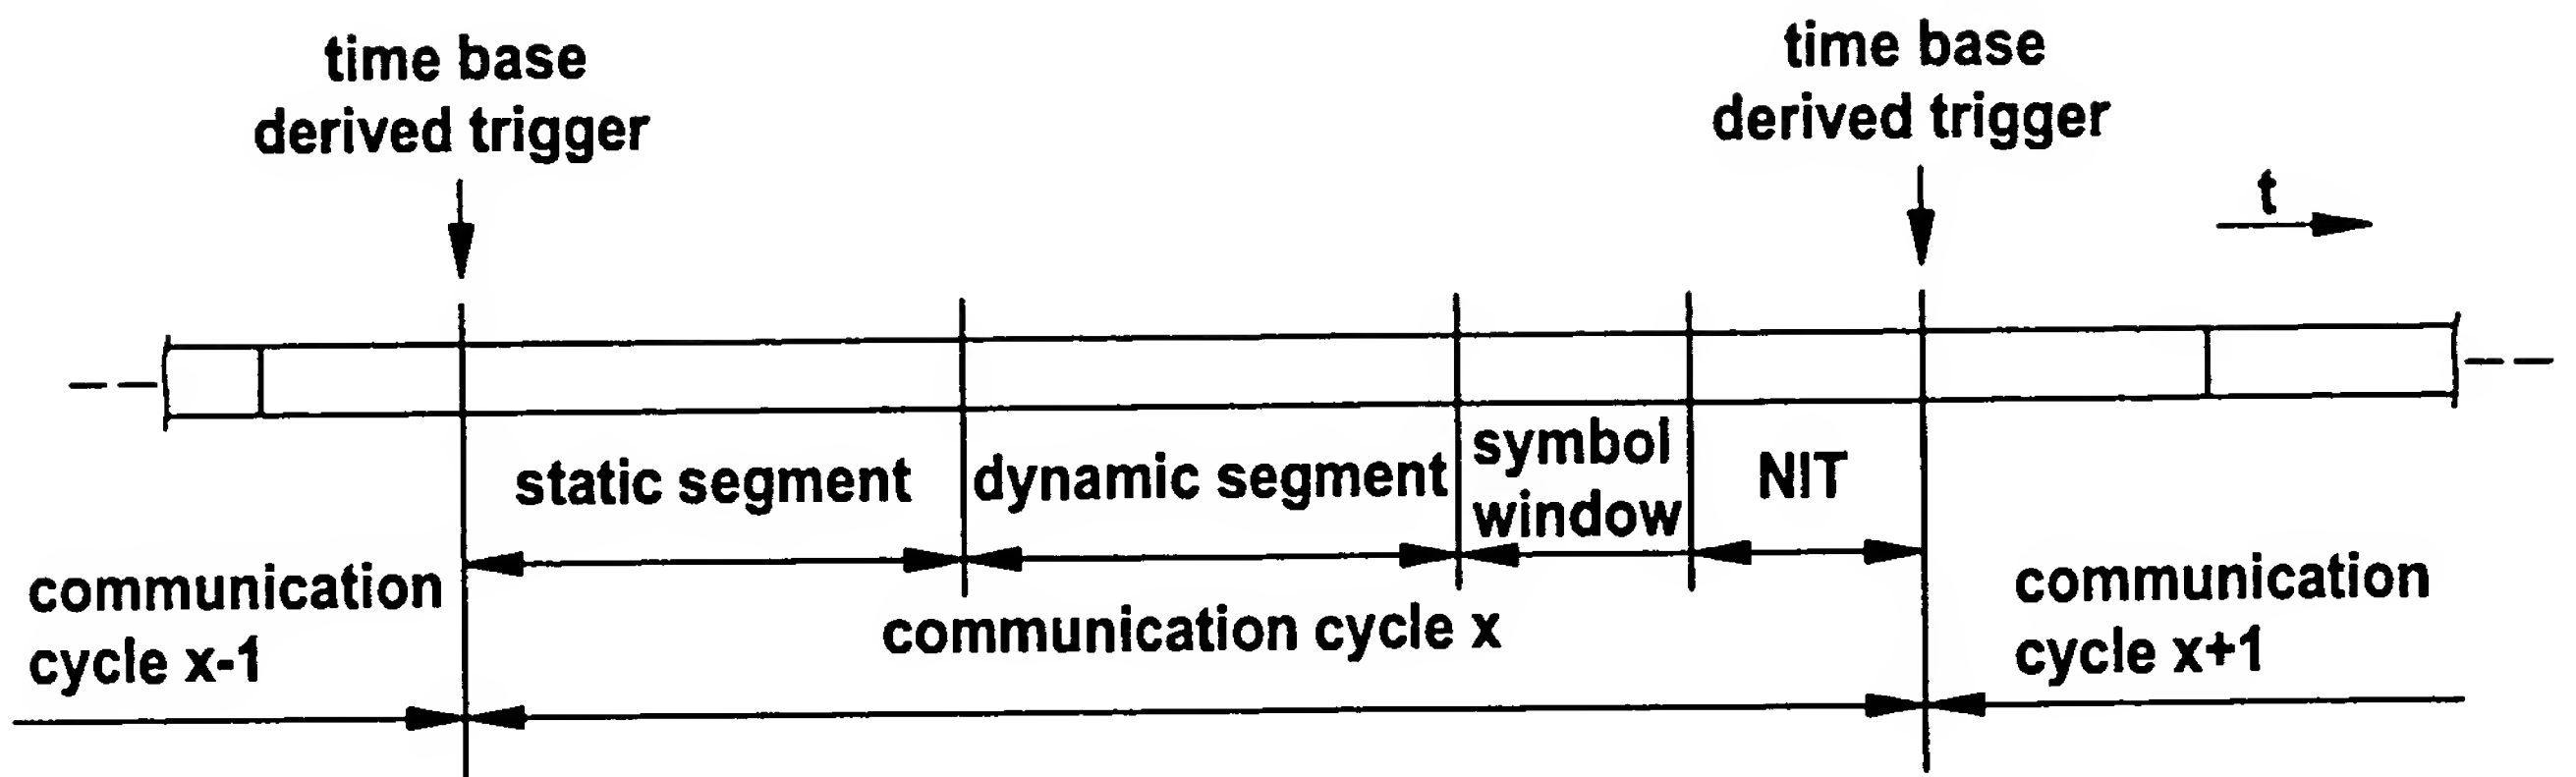 time base
derived trigger
time base
derived trigger
t
static segment
dynamic segment
symbol
window
NIT
communication
cycle x-1
communication cycle x
communication
cycle x+1